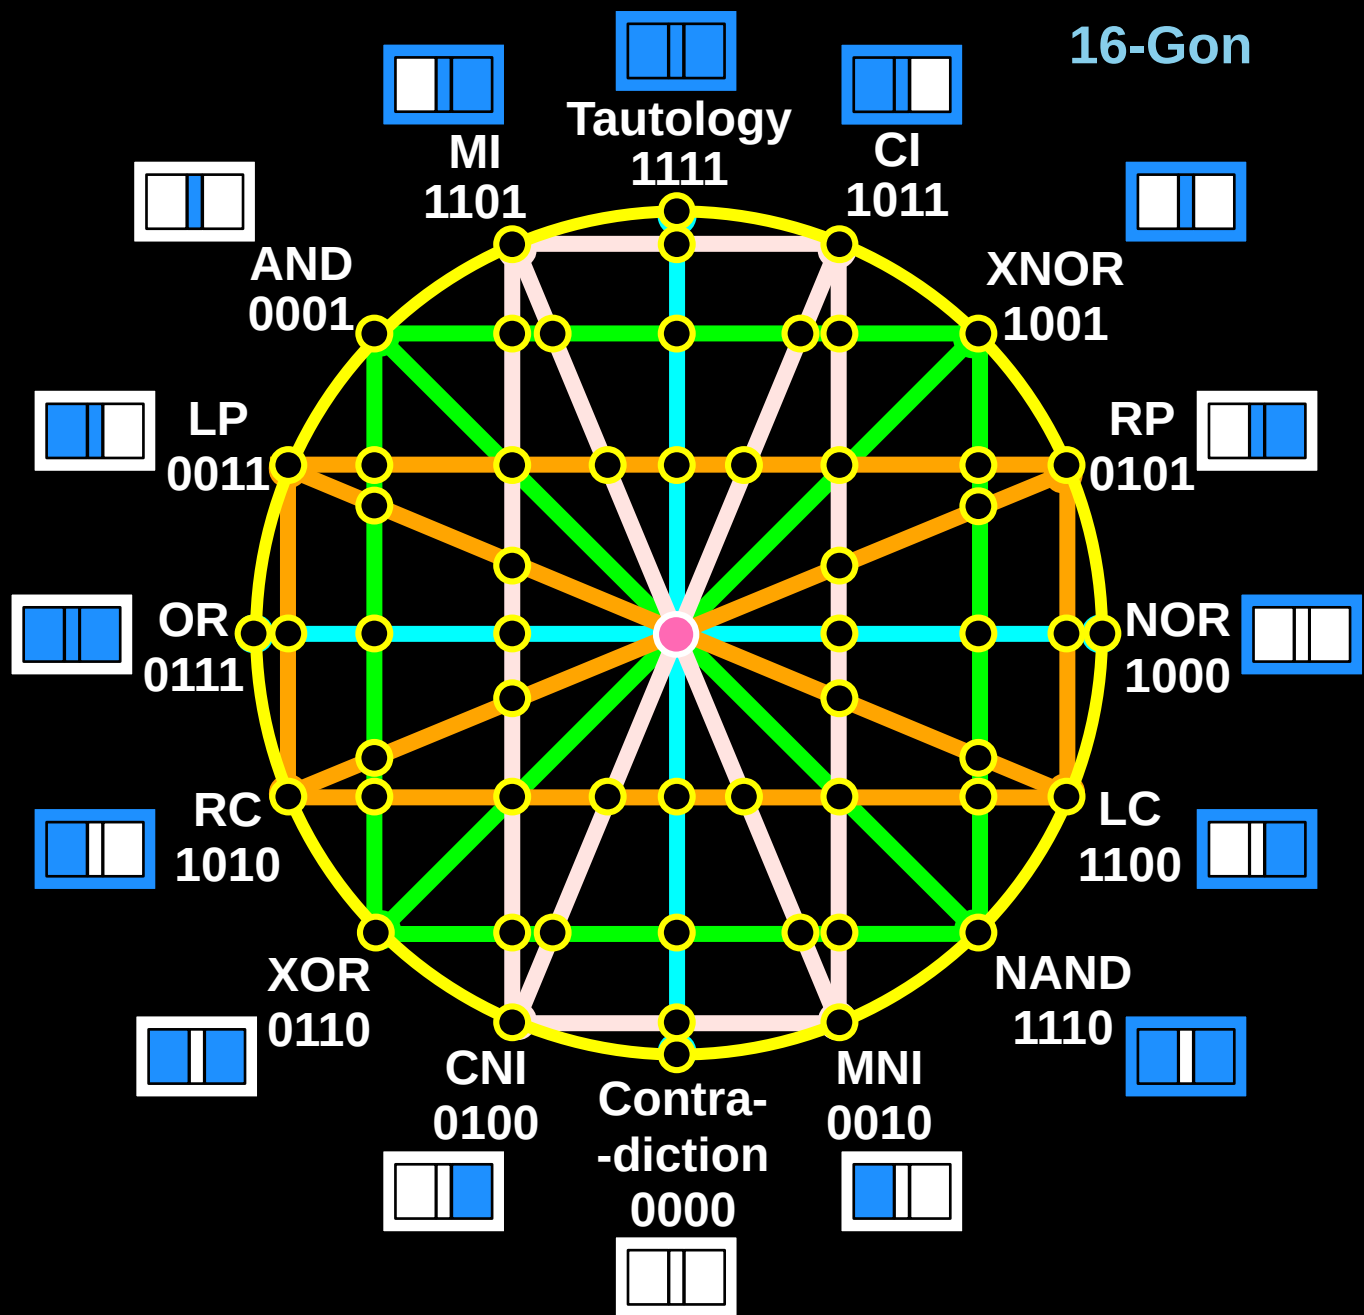 16-Gon
Tautology
1111
MI
1101
CI
1011
AND
0001
XNOR
1001
LP
0011
RP
0101
OR
0111
NOR
1000
RC
1010
LC
1100
XOR
0110
NAND
1110
CNI
0100
MNI
0010
Contra-
-diction
0000